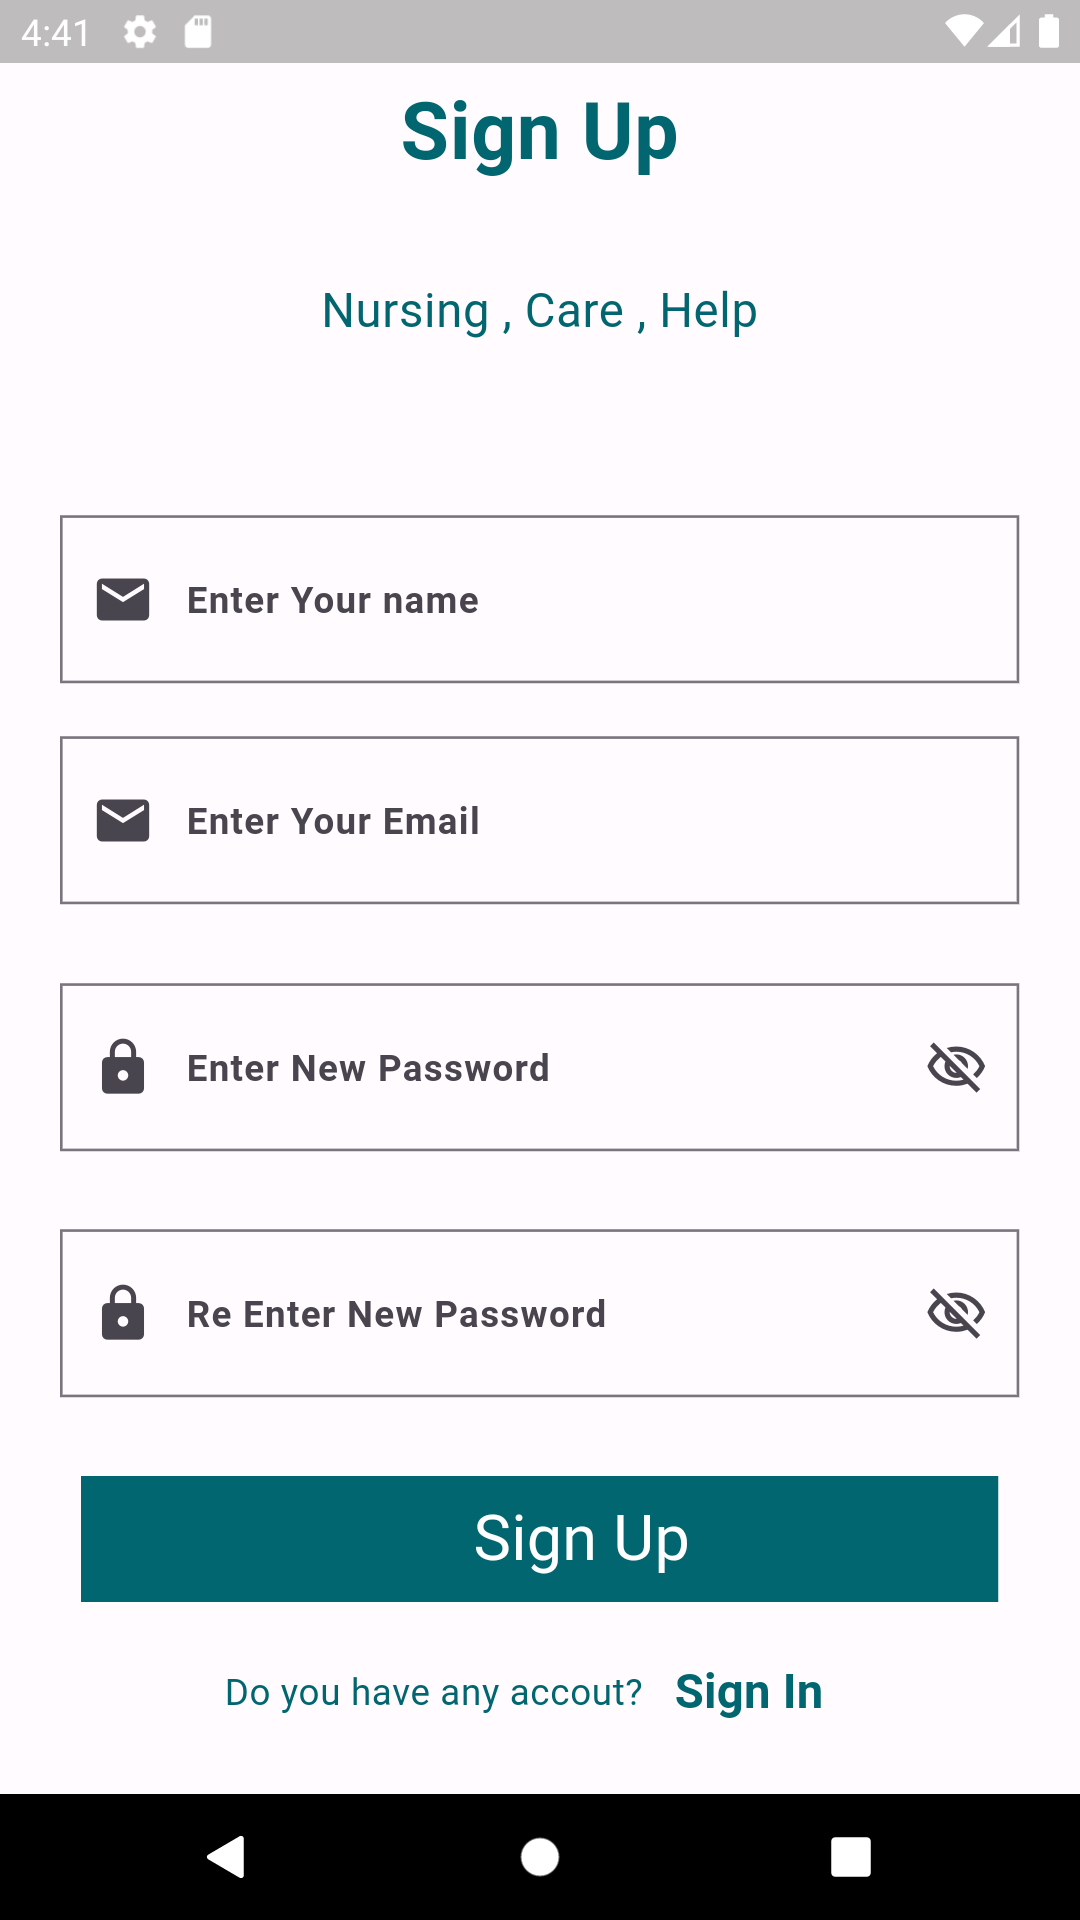 4:41
Sign Up
Nursing , Care , Help
Enter Your name
Enter Your Email
Enter New Password
Re Enter New Password
Sign Up
Do you have any accout? Sign In